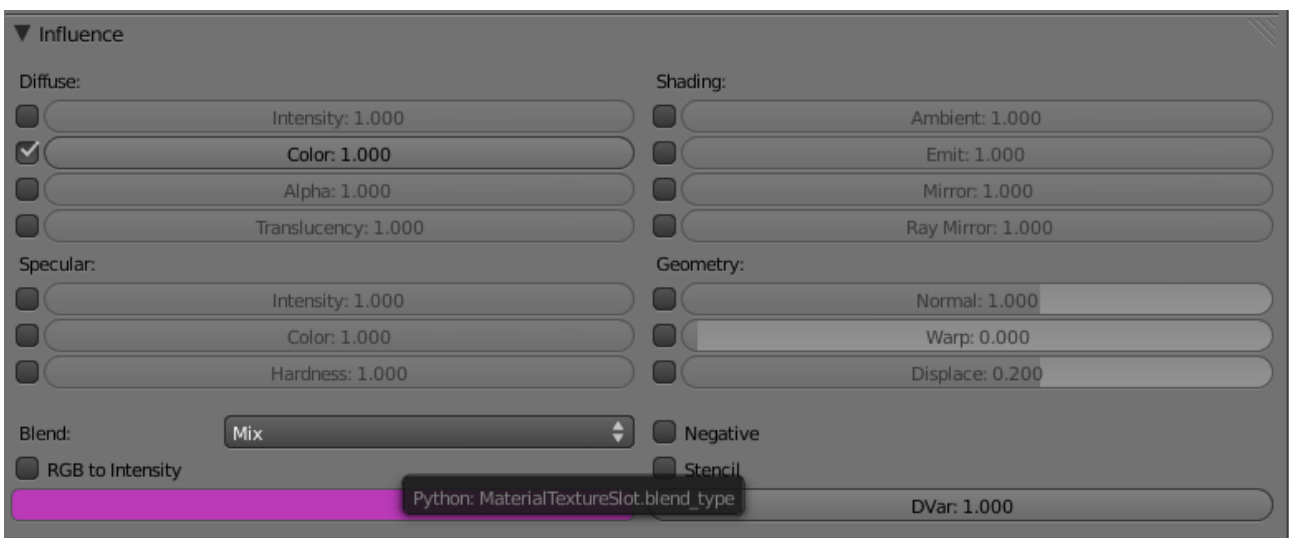 Influence
Diffuse:
Shading:
Intensity: 1.000
Ambient: 1.000
Color: 1.000
Emit: 1.000
Alpha: 1.000
Mirror: 1.000
Translucency: 1.000
Ray Mirror: 1.000
Specular:
Geometry:
Intensity: 1.000
Normal: 1.000
Color: 1.000
Warp: 0.000
Hardness: 1.000
Displace: 0.200
Blend:
Mix
Negative
RGB to Intensity
Stencil
Python: MaterialTextureSlot.blend_type
DVar: 1.000